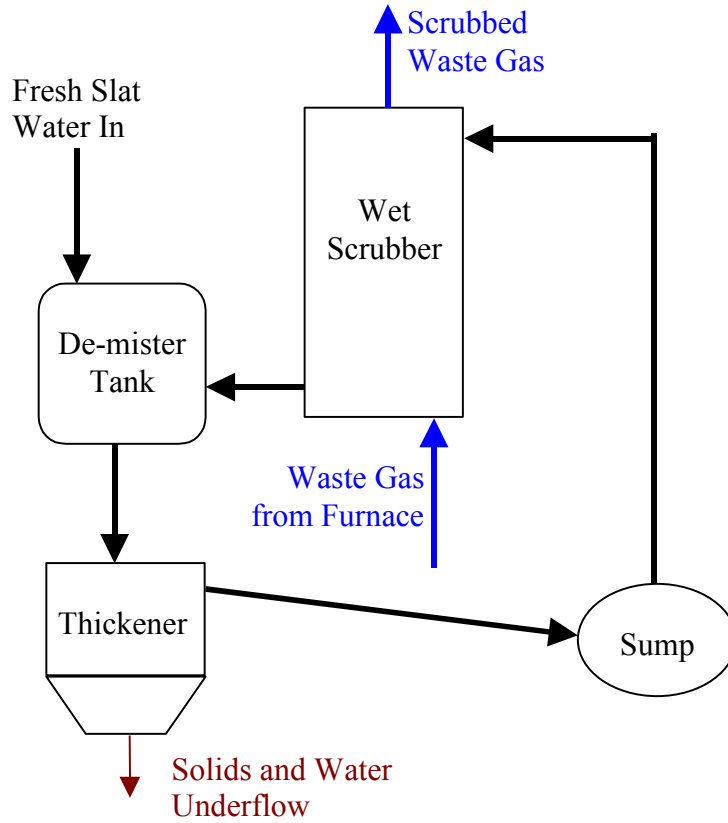 Scrubbed
Waste Gas
Fresh Slat
Water In
Wet
Scrubber
De-mister
Tank
Waste Gas
from Furnace
Thickener
Sump
Solids and Water
Underflow